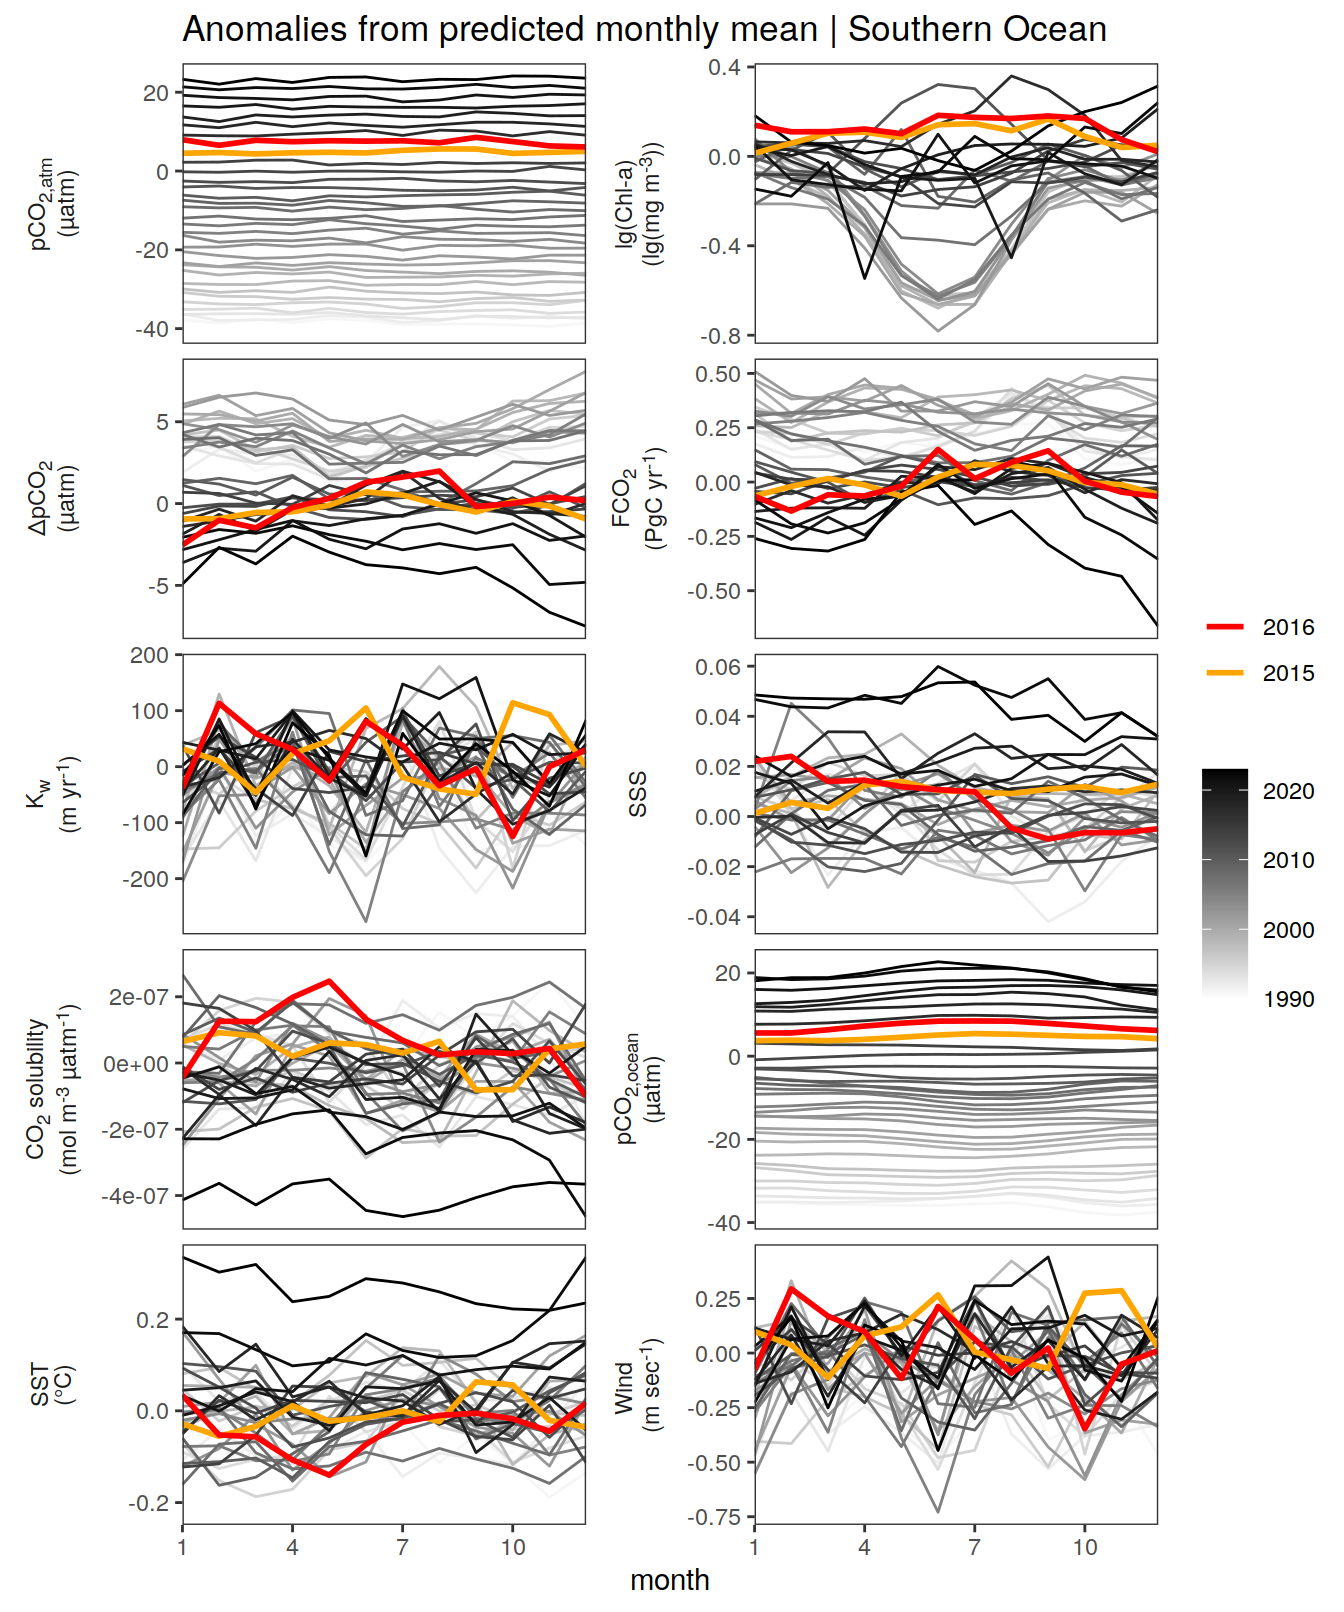 Anomalies from predicted monthly mean | Southern Ocean
pCO2,atm
(µatm)
20
0
-20
-40
lg(Chl-a)
(lg(mg m-3))
0.4
0.0
-0.4
-0.8
ΔpCO2
(µatm)
5
0
-5
FCO2
(PgC yr-1)
0.50
0.25
0.00
-0.25
-0.50
Kw
(m yr-1)
200
100
0
-100
-200
SSS
0.06
0.04
0.02
0.00
-0.02
-0.04
CO2 solubility
(mol m-3 µatm-1)
2e-07
0e+00
-2e-07
-4e-07
pCO2,ocean
(µatm)
20
0
-20
-40
SST
(°C)
0.2
0.0
-0.2
1 4 7 10
Wind
(m sec-1)
0.25
0.00
-0.25
-0.50
-0.75
1 4 7 10
month
2016
2015
2020
2010
2000
1990